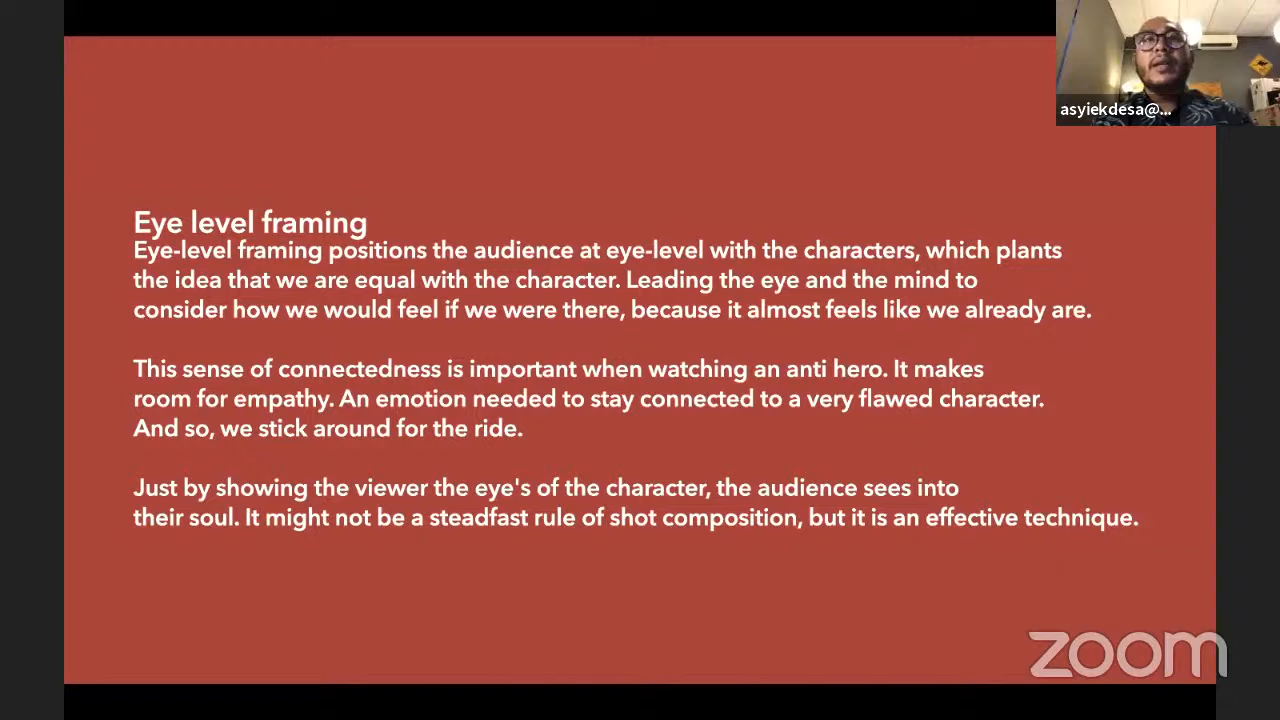 asyiekdesa@...
Eye level framing
Eye-level framing positions the audience at eye-level with the characters, which plants
the idea that we are equal with the character. Leading the eye and the mind to
consider how we would feel if we were there, because it almost feels like we already are.
This sense of connectedness is important when watching an anti hero. It makes
room for empathy. An emotion needed to stay connected to a very flawed character.
And so, we stick around for the ride.
Just by showing the viewer the eye's of the character, the audience sees into
their soul. It might not be a steadfast rule of shot composition, but it is an effective technique.
zoom